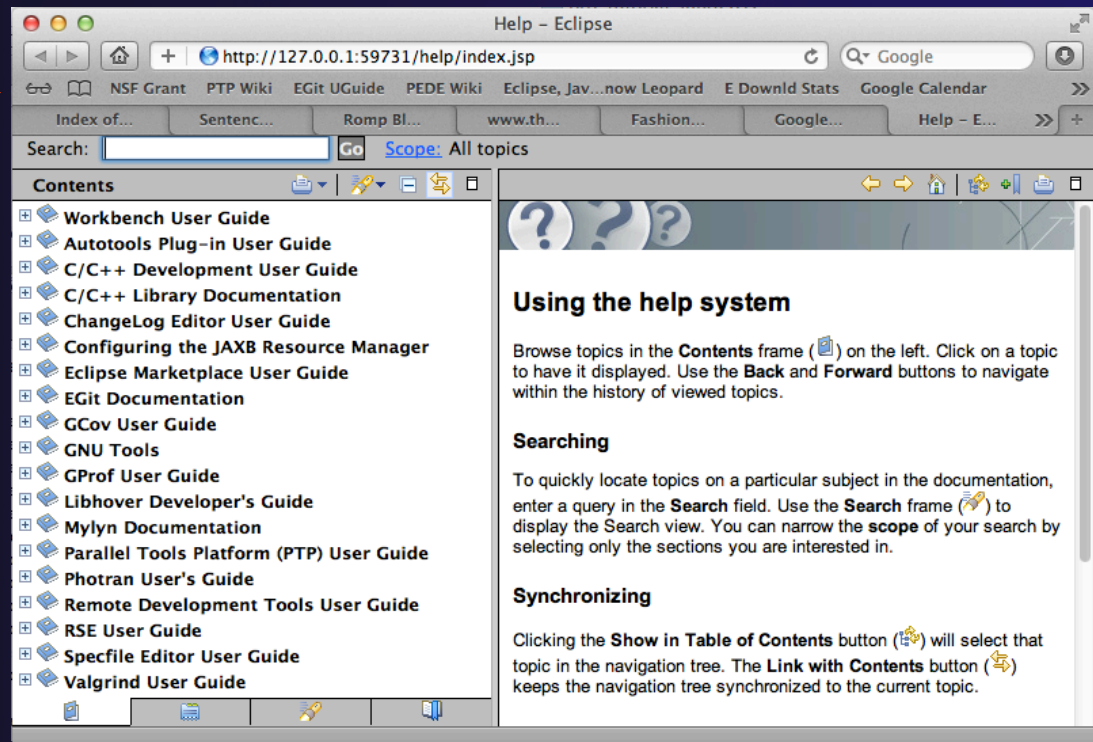 Help – Eclipse
http://127.0.0.1:59731/help/index.jsp
Google
NSF Grant PTP Wiki EGit UGuide PEDE Wiki Eclipse, Jav...now Leopard E Downld Stats Google Calendar
Index of... Sentenc... Romp Bl... www.th... Fashion... Google... Help – E...
Search: Go Scope: All topics
Contents
Workbench User Guide
Autotools Plug-in User Guide
C/C++ Development User Guide
C/C++ Library Documentation
ChangeLog Editor User Guide
Configuring the JAXB Resource Manager
Eclipse Marketplace User Guide
EGit Documentation
GCov User Guide
GNU Tools
GProf User Guide
Libhover Developer's Guide
Mylyn Documentation
Parallel Tools Platform (PTP) User Guide
Photran User's Guide
Remote Development Tools User Guide
RSE User Guide
Specfile Editor User Guide
Valgrind User Guide
Using the help system
Browse topics in the Contents frame ( ) on the left. Click on a topic
to have it displayed. Use the Back and Forward buttons to navigate
within the history of viewed topics.
Searching
To quickly locate topics on a particular subject in the documentation,
enter a query in the Search field. Use the Search frame ( ) to
display the Search view. You can narrow the scope of your search by
selecting only the sections you are interested in.
Synchronizing
Clicking the Show in Table of Contents button ( ) will select that
topic in the navigation tree. The Link with Contents button ( )
keeps the navigation tree synchronized to the current topic.